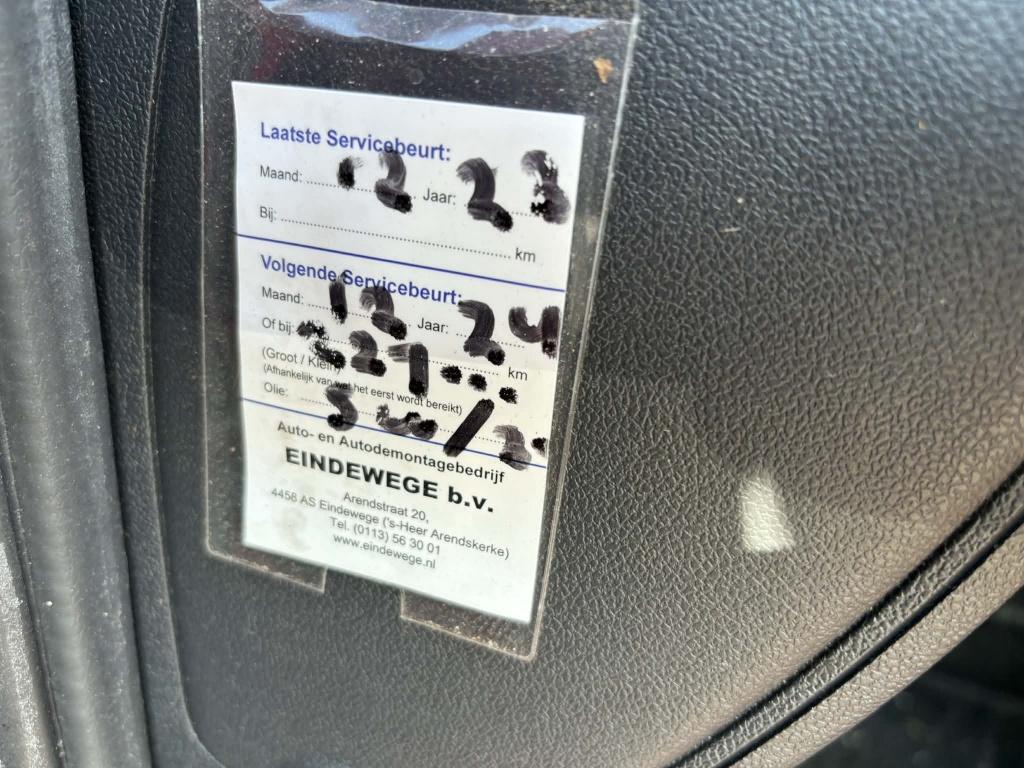 Laatste Servicebeurt:
Maand: 12 Jaar: 23
Bij: km
Volgende Servicebeurt:
Maand: 12 Jaar: 24
Of bij: km
(Groot / Klein)
(Afhankelijk van wat het eerst wordt bereikt)
Olie:
Auto- en Autodemontagebedrijf
EINDEWEGE b.v.
Arendstraat 20,
4458 AS Eindewege ('s-Heer Arendskerke)
Tel. (0113) 56 30 01
www.eindewege.nl